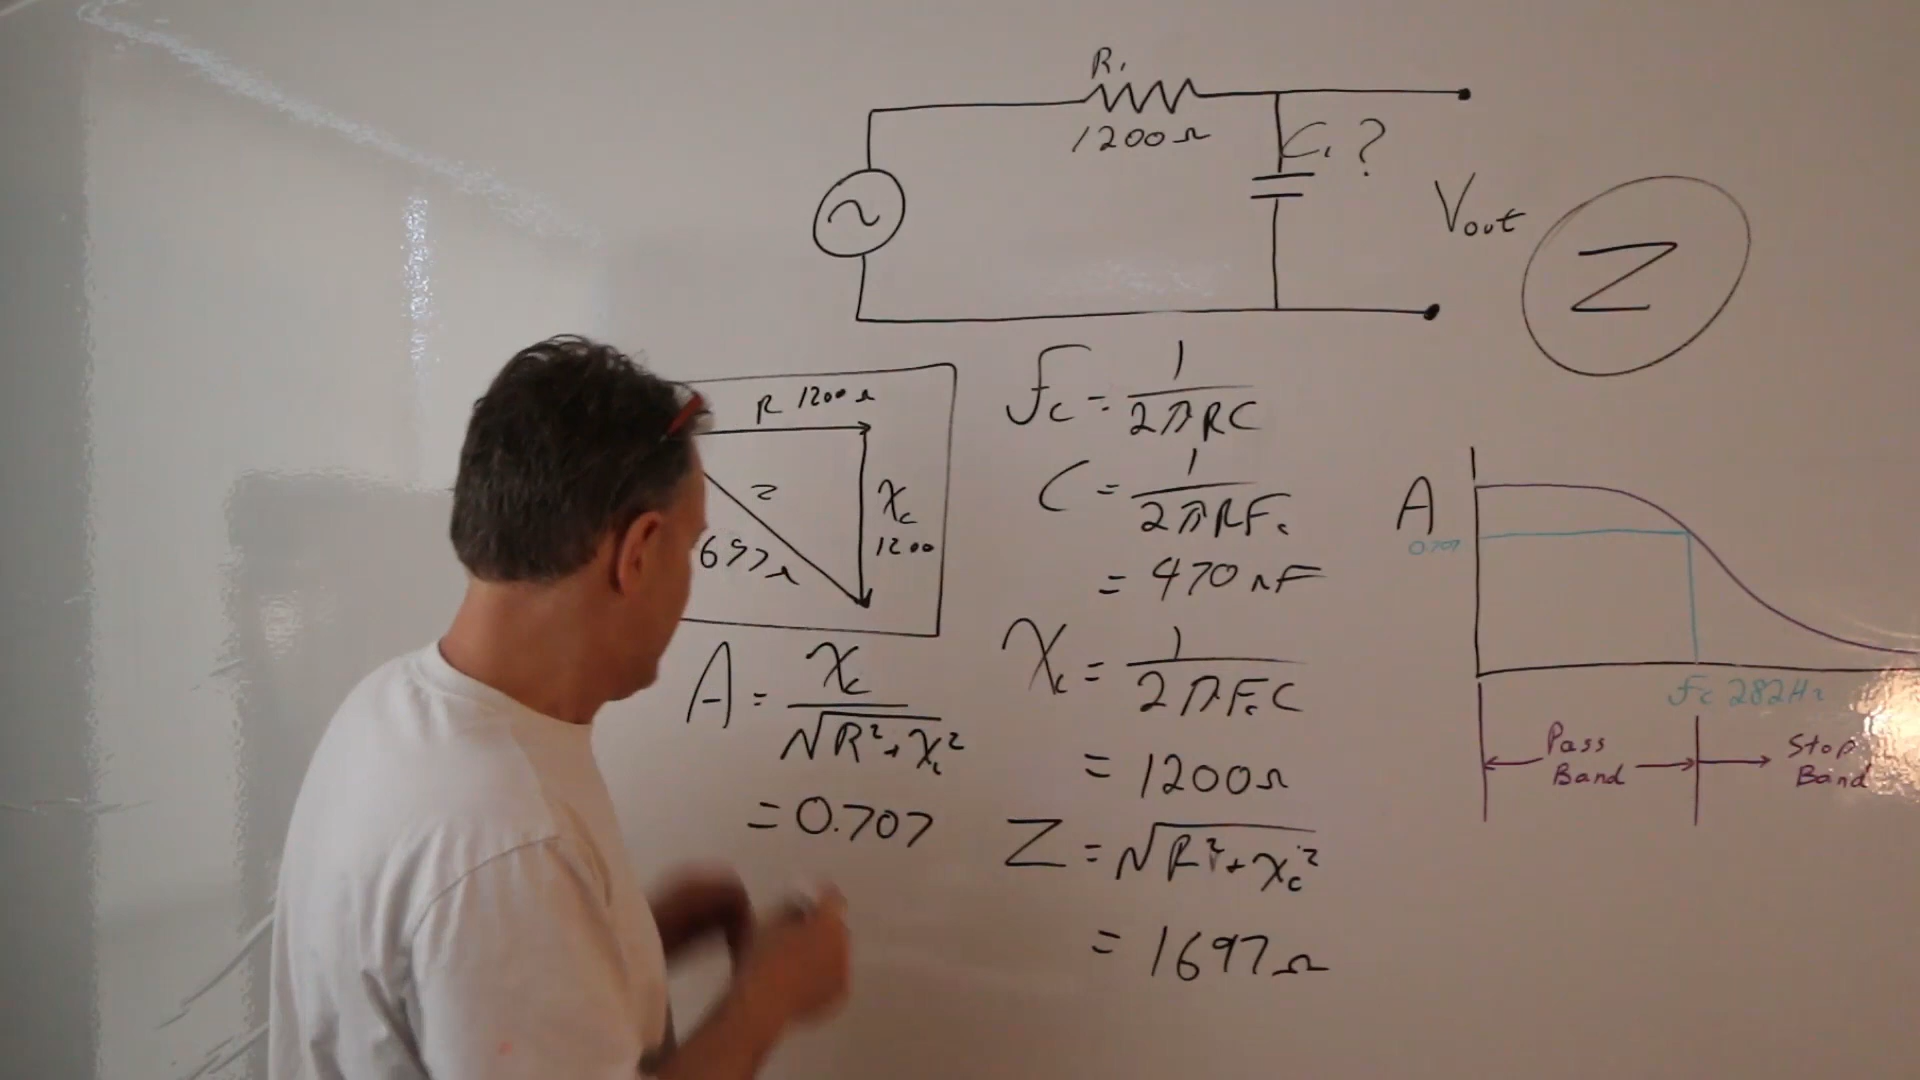 R₁
1200Ω
C₁ ?
Vout
Z
R 1200Ω
Z
697Ω
Xc
1200
fc = 1/2πRC
C = 1/2πRFc
= 470nF
Xc = 1/2πFcC
= 1200Ω
Z = √R²+Xc²
= 1697Ω
A = Xc/√R²+Xc²
= 0.707
A
0.707
fc 282Hz
Pass Band
Stop Band